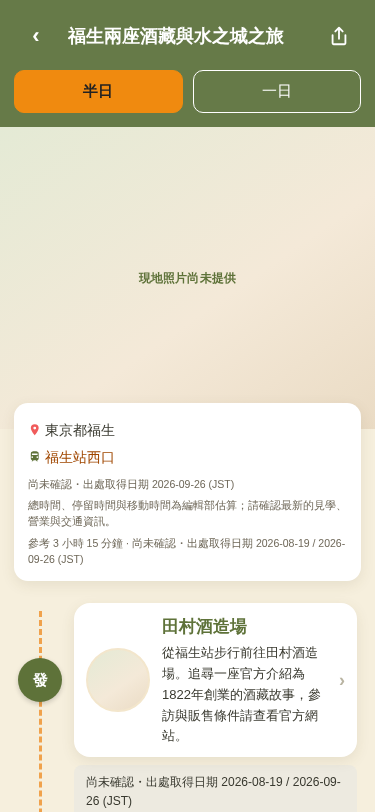 福生兩座酒藏與水之城之旅
半日
一日
現地照片尚未提供
東京都福生
福生站西口
尚未確認・出處取得日期 2026-09-26 (JST)
總時間、停留時間與移動時間為編輯部估算；請確認最新的見學、
營業與交通資訊。
參考 3 小時 15 分鐘 · 尚未確認・出處取得日期 2026-08-19 / 2026-
09-26 (JST)
田村酒造場
從福生站步行前往田村酒造
場。追尋一座官方介紹為
1822年創業的酒藏故事，參
訪與販售條件請查看官方網
站。
發
尚未確認・出處取得日期 2026-08-19 / 2026-09-
26 (JST)